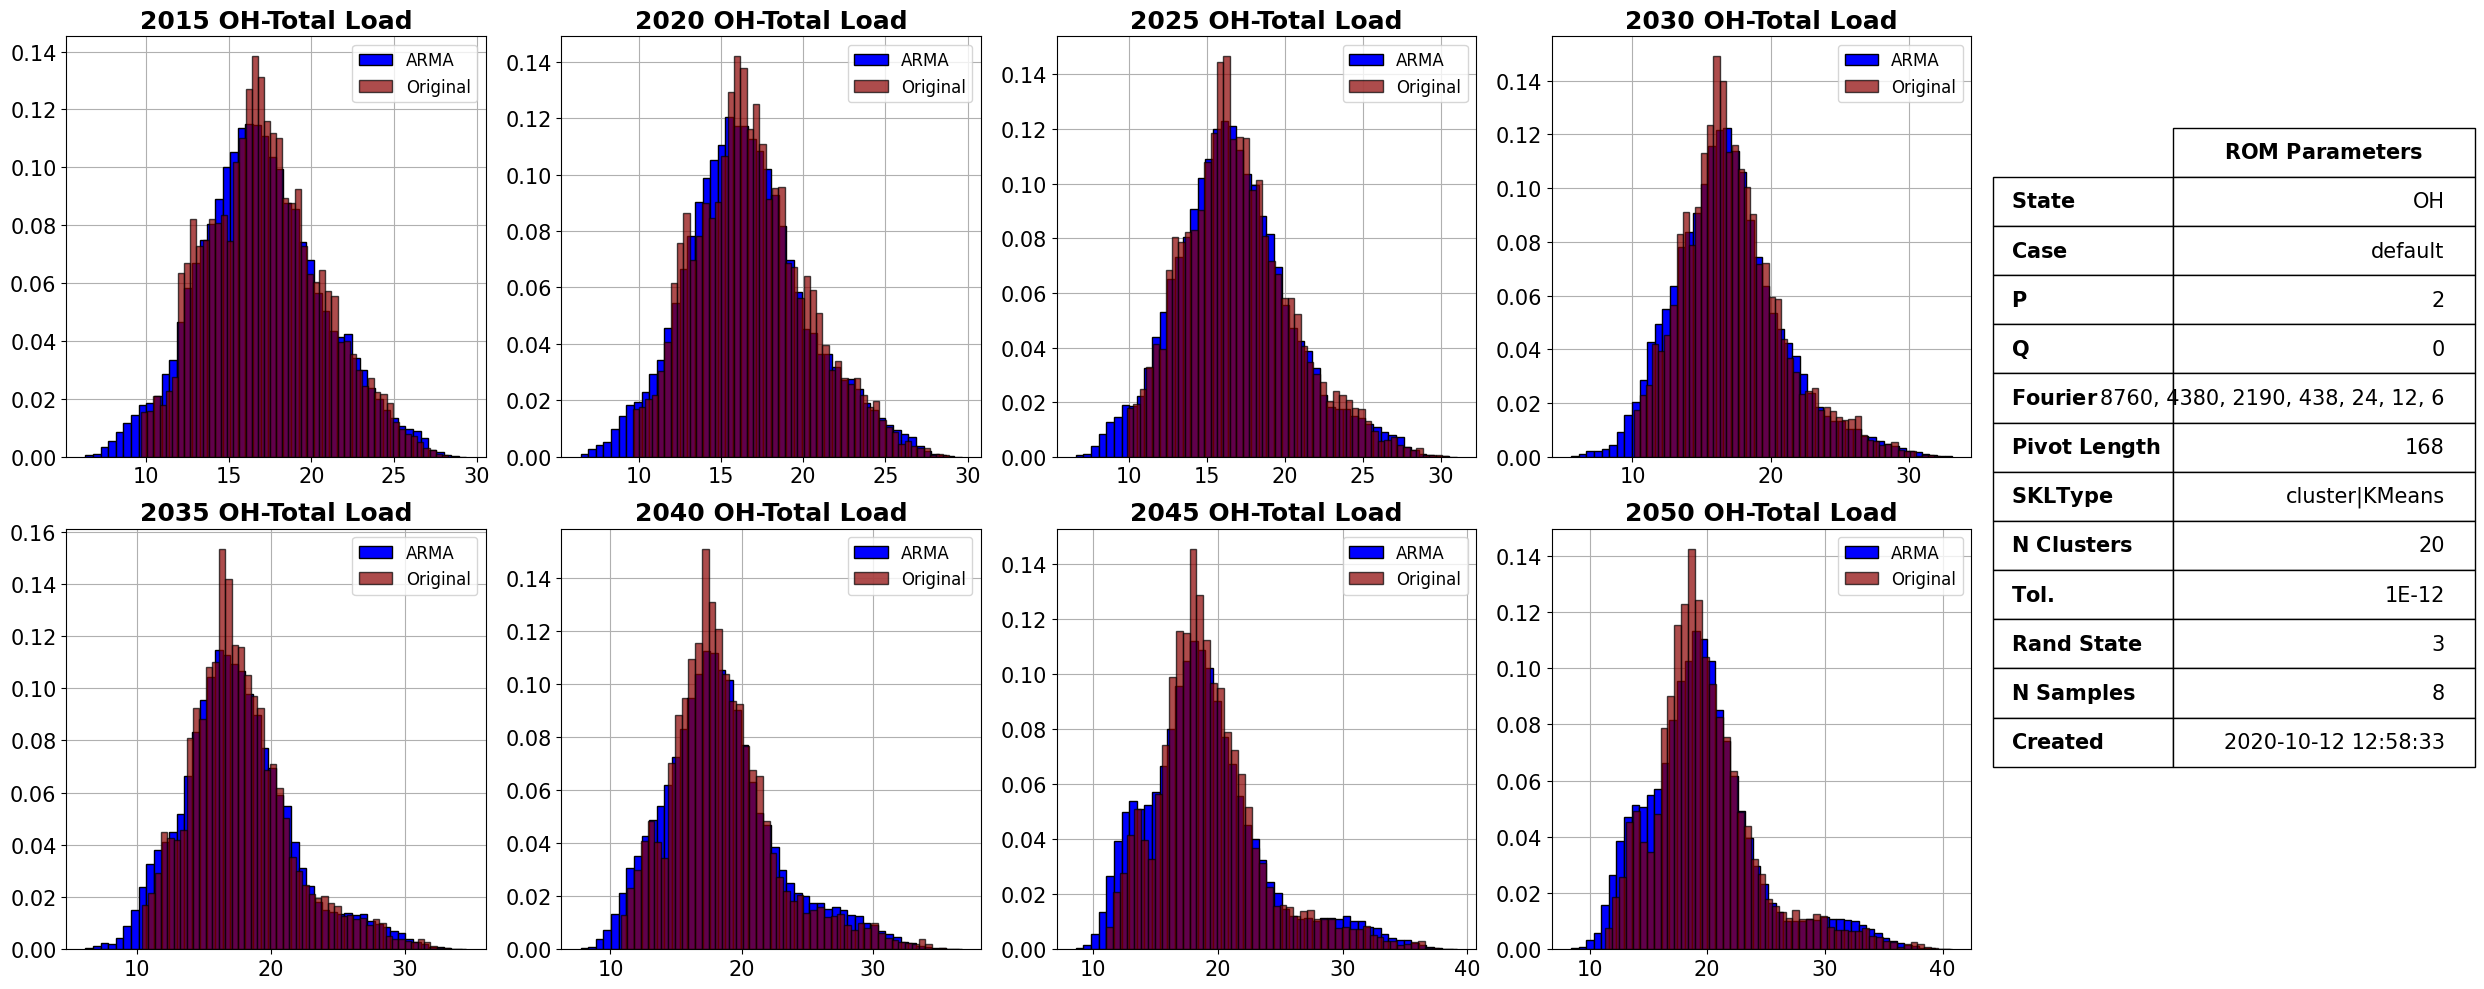 2015 OH-Total Load
ARMA
Original
0.14
0.12
0.10
0.08
0.06
0.04
0.02
0.00
10 15 20 25 30
2020 OH-Total Load
ARMA
Original
0.14
0.12
0.10
0.08
0.06
0.04
0.02
0.00
10 15 20 25 30
2025 OH-Total Load
ARMA
Original
0.14
0.12
0.10
0.08
0.06
0.04
0.02
0.00
10 15 20 25 30
2030 OH-Total Load
ARMA
Original
0.14
0.12
0.10
0.08
0.06
0.04
0.02
0.00
10 20 30
2035 OH-Total Load
ARMA
Original
0.16
0.14
0.12
0.10
0.08
0.06
0.04
0.02
0.00
10 20 30
2040 OH-Total Load
ARMA
Original
0.14
0.12
0.10
0.08
0.06
0.04
0.02
0.00
10 20 30
2045 OH-Total Load
ARMA
Original
0.14
0.12
0.10
0.08
0.06
0.04
0.02
0.00
10 20 30 40
2050 OH-Total Load
ARMA
Original
0.14
0.12
0.10
0.08
0.06
0.04
0.02
0.00
10 20 30 40
ROM Parameters
State OH
Case default
P 2
Q 0
Fourier 8760, 4380, 2190, 438, 24, 12, 6
Pivot Length 168
SKLType cluster|KMeans
N Clusters 20
Tol. 1E-12
Rand State 3
N Samples 8
Created 2020-10-12 12:58:33